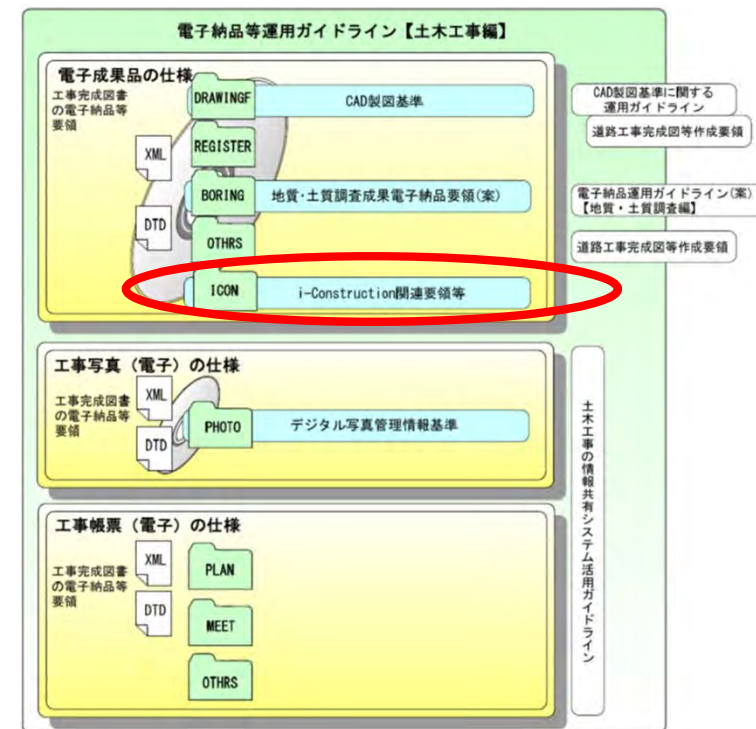 電子納品等運用ガイドライン【土木工事編】
電子成果品の仕様
工事完成図書
の電子納品等
要領
XML
DTD
DRAWINGF
CAD製図基準
CAD製図基準に関する
運用ガイドライン
道路工事完成図等作成要領
REGISTER
BORING
地質・土質調査成果電子納品要領(案)
電子納品運用ガイドライン(案)
【地質・土質調査編】
OTHRS
道路工事完成図等作成要領
ICON
i-Construction関連要領等
工事写真（電子）の仕様
工事完成図書
の電子納品等
要領
XML
DTD
PHOTO
デジタル写真管理情報基準
工事帳票（電子）の仕様
工事完成図書
の電子納品等
要領
XML
DTD
PLAN
MEET
OTHRS
土木工事の情報共有システム活用ガイドライン